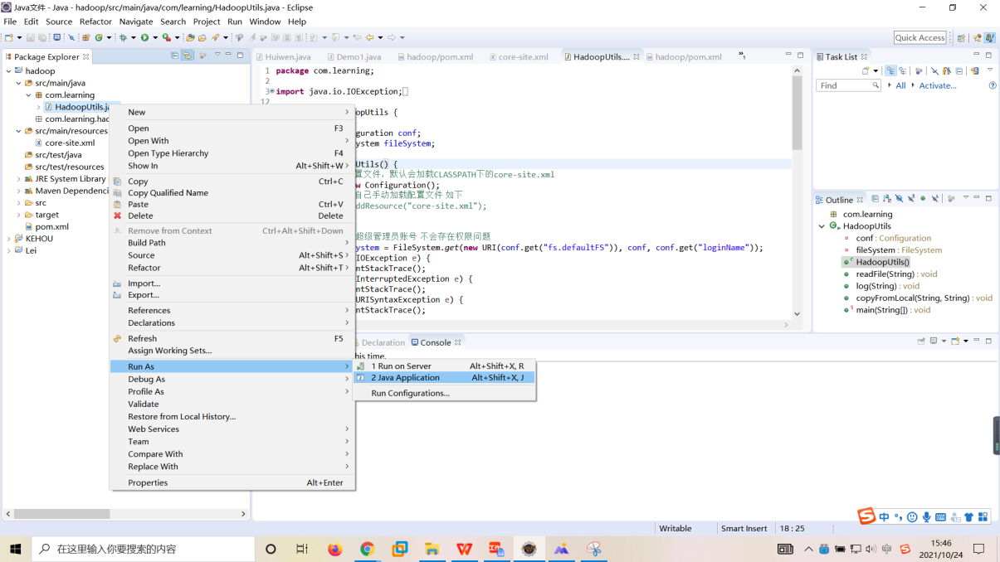 Java文件 - Java - hadoop/src/main/java/com/learning/HadoopUtils.java - Eclipse
File Edit Source Refactor Navigate Search Project Run Window Help
Quick Access
Package Explorer
hadoop
src/main/java
com.learning
HadoopUtils.ja
com.learning.had
src/main/resources
core-site.xml
src/test/java
src/test/resources
JRE System Library
Maven Dependenci
src
target
pom.xml
KEHOU
Lei
New
Open F3
Open With
Open Type Hierarchy F4
Show In Alt+Shift+W
Copy Ctrl+C
Copy Qualified Name
Paste Ctrl+V
Delete Delete
Remove from Context Ctrl+Alt+Shift+Down
Build Path
Source Alt+Shift+S
Refactor Alt+Shift+T
Import...
Export...
References
Declarations
Refresh F5
Assign Working Sets...
Run As
Debug As
Profile As
Validate
Restore from Local History...
Web Services
Team
Compare With
Replace With
Properties Alt+Enter
1 Run on Server Alt+Shift+X, R
2 Java Application Alt+Shift+X, J
Run Configurations...
Huiwen.java Demo1.java hadoop/pom.xml core-site.xml HadoopUtils.... hadoop/pom.xml »1
1 package com.learning;
2
3 import java.io.IOException;
12
opUtils {
guration conf;
ystem fileSystem;
Utils() {
置文件, 默认会加载CLASSPATH下的core-site.xml
w Configuration();
自己手动加载配置文件 如下
ddResource("core-site.xml");
超级管理员账号 不会存在权限问题
ystem = FileSystem.get(new URI(conf.get("fs.defaultFS")), conf, conf.get("loginName"));
IOException e) {
ntStackTrace();
InterruptedException e) {
ntStackTrace();
URISyntaxException e) {
ntStackTrace();
Declaration Console
his time.
Task List
Find All Activate...
Outline
com.learning
HadoopUtils
conf : Configuration
fileSystem : FileSystem
HadoopUtils()
readFile(String) : void
log(String) : void
copyFromLocal(String, String) : void
main(String[]) : void
中
Writable Smart Insert 18 : 25
在这里输入你要搜索的内容
中
15:46
2021/10/24